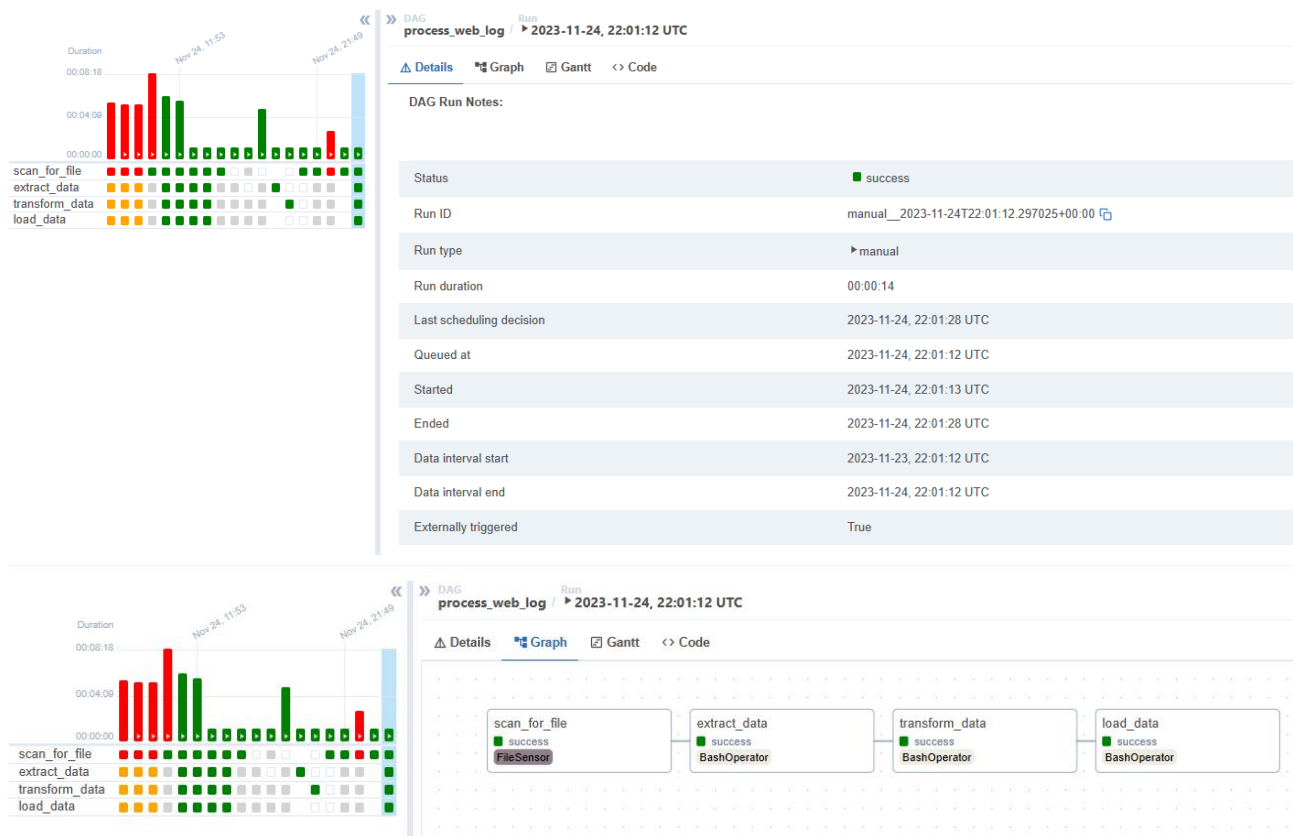 DAG Run
process_web_log / 2023-11-24, 22:01:12 UTC
Nov 24, 11:53
Nov 24, 21:49
Duration
00:08:18
00:04:09
00:00:00
scan_for_file
extract_data
transform_data
load_data
Details Graph Gantt <> Code
DAG Run Notes:
Status success
Run ID manual__2023-11-24T22:01:12.297025+00:00
Run type manual
Run duration 00:00:14
Last scheduling decision 2023-11-24, 22:01:28 UTC
Queued at 2023-11-24, 22:01:12 UTC
Started 2023-11-24, 22:01:13 UTC
Ended 2023-11-24, 22:01:28 UTC
Data interval start 2023-11-23, 22:01:12 UTC
Data interval end 2023-11-24, 22:01:12 UTC
Externally triggered True
DAG Run
process_web_log / 2023-11-24, 22:01:12 UTC
Nov 24, 11:53
Nov 24, 21:49
Duration
00:08:18
00:04:09
00:00:00
scan_for_file
extract_data
transform_data
load_data
Details Graph Gantt <> Code
scan_for_file
success
FileSensor
extract_data
success
BashOperator
transform_data
success
BashOperator
load_data
success
BashOperator